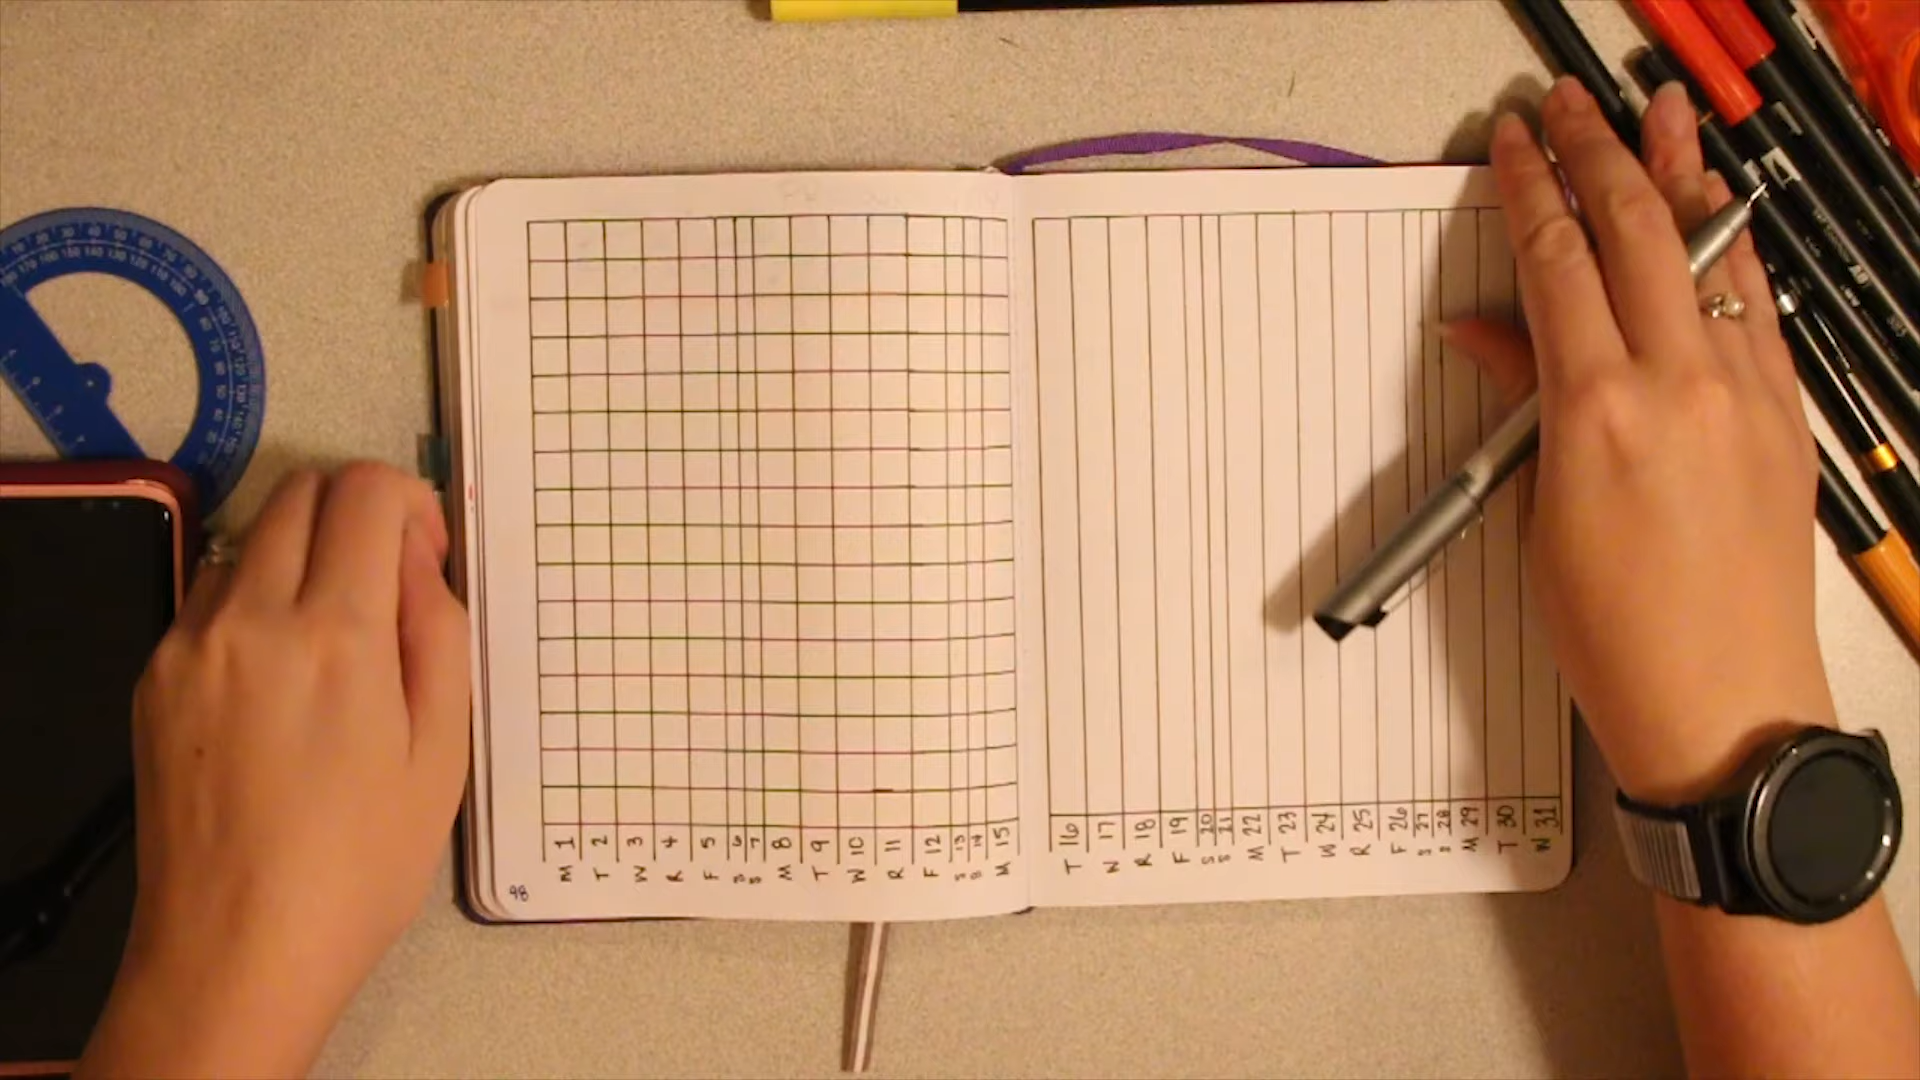 M 1
T 2
W 3
R 4
F 5
S 6
S 7
M 8
T 9
W 10
R 11
F 12
S 13
S 14
M 15
T 16
W 17
R 18
F 19
S 20
S 21
M 22
T 23
W 24
R 25
F 26
S 27
S 28
M 29
T 30
W 31
98